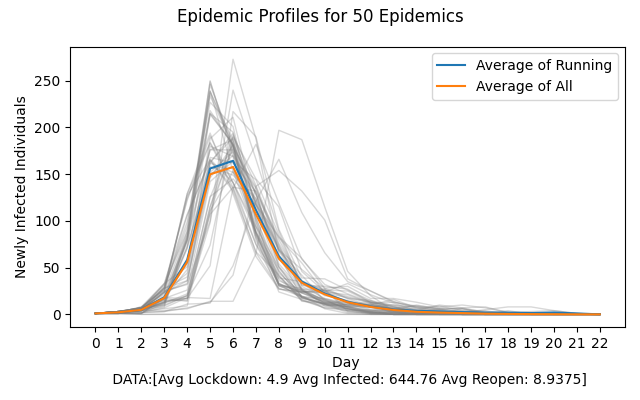 Epidemic Profiles for 50 Epidemics
Average of Running
Average of All
Newly Infected Individuals
250
200
150
100
50
0
0 1 2 3 4 5 6 7 8 9 10 11 12 13 14 15 16 17 18 19 20 21 22
Day
DATA:[Avg Lockdown: 4.9 Avg Infected: 644.76 Avg Reopen: 8.9375]